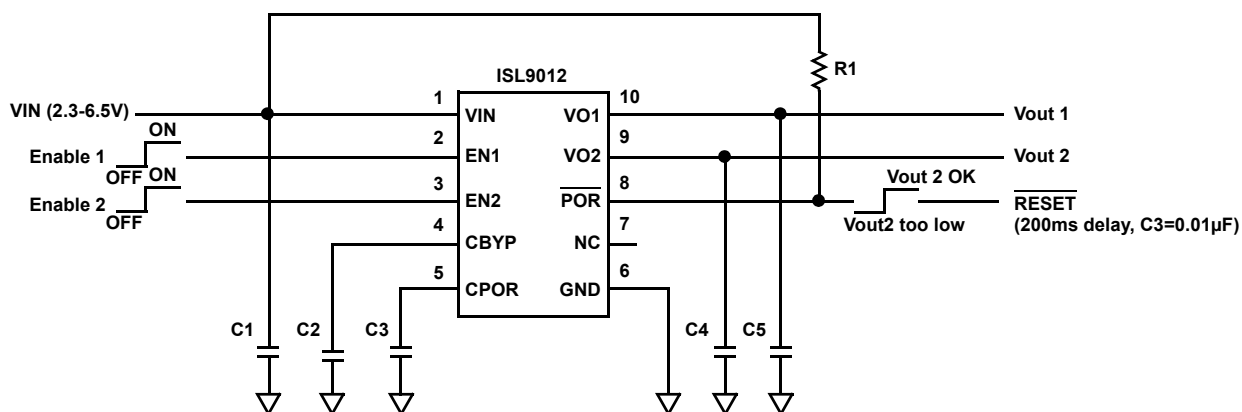 ISL9012
R1
VIN (2.3-6.5V)
1
VIN
VO1
10
Vout 1
ON
Enable 1
OFF
2
EN1
VO2
9
Vout 2
ON
Enable 2
OFF
3
EN2
POR
8
Vout 2 OK
Vout2 too low
RESET
(200ms delay, C3=0.01µF)
4
CBYP
NC
7
5
CPOR
GND
6
C1
C2
C3
C4
C5